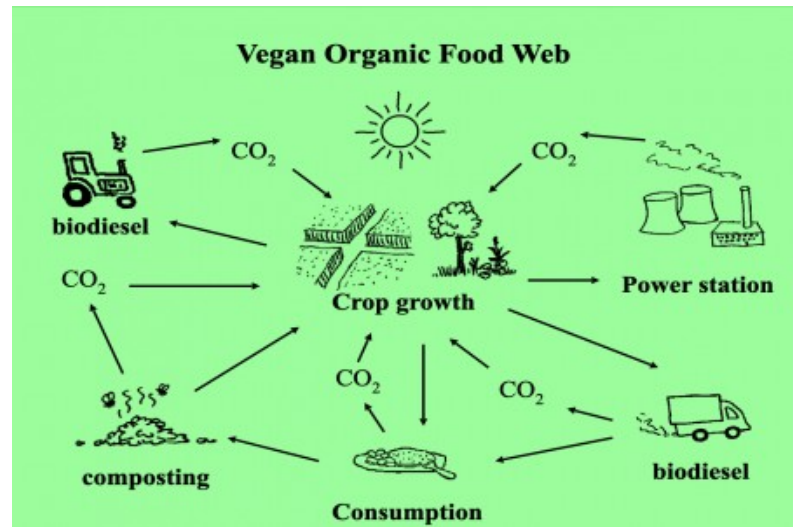 Vegan Organic Food Web
CO₂
CO₂
biodiesel
CO₂
Crop growth
Power station
CO₂
CO₂
composting
Consumption
biodiesel